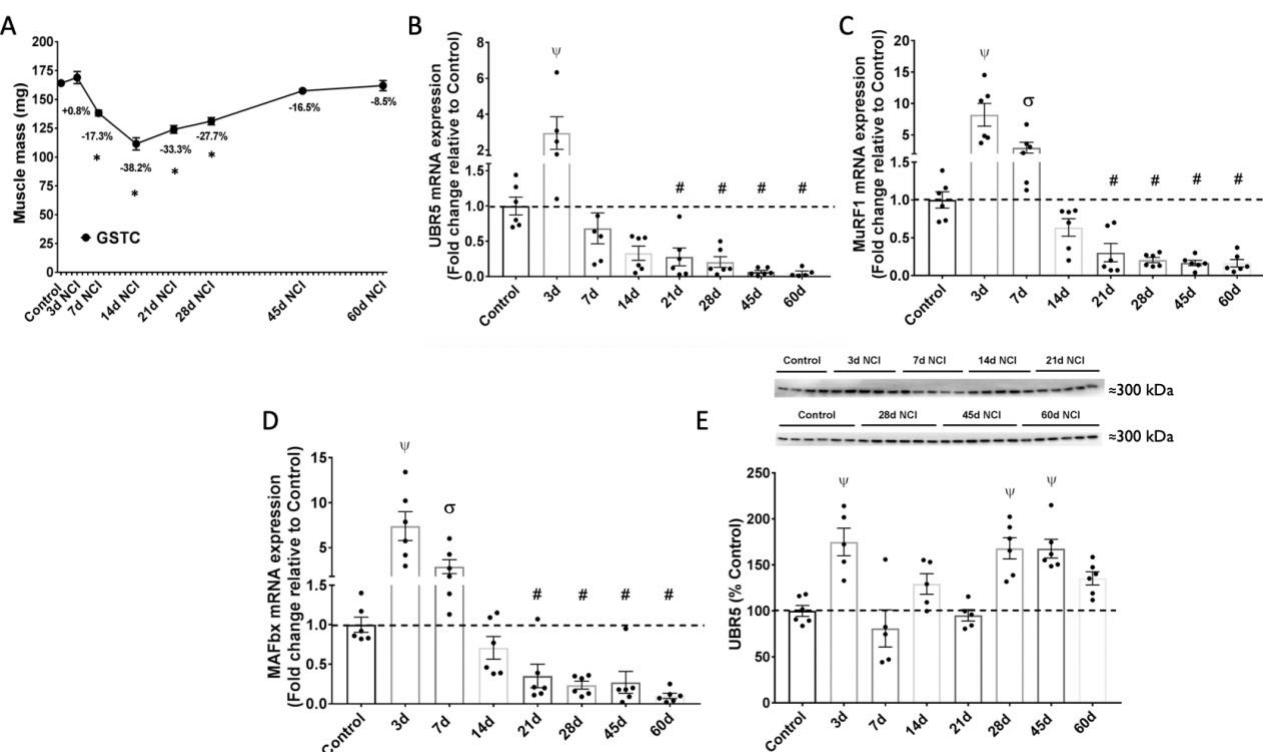 A
Muscle mass (mg)
200
175
150
125
100
75
50
25
0
+0.8%
-17.3%
*
-38.2%
*
-33.3%
*
-27.7%
*
-16.5%
-8.5%
GSTC
Control
3d NCI
7d NCI
14d NCI
21d NCI
28d NCI
45d NCI
60d NCI
B
UBR5 mRNA expression
(Fold change relative to Control)
8
6
4
2
1.5
1.0
0.5
0.0
ψ
# # # #
Control 3d 7d 14d 21d 28d 45d 60d
C
MuRF1 mRNA expression
(Fold change relative to Control)
20
15
10
5
1.5
1.0
0.5
0.0
ψ
σ
# # # #
Control 3d 7d 14d 21d 28d 45d 60d
D
MAFbx mRNA expression
(Fold change relative to Control)
15
10
5
1.5
1.0
0.5
0.0
ψ
σ
# # # #
Control 3d 7d 14d 21d 28d 45d 60d
E
Control 3d NCI 7d NCI 14d NCI 21d NCI
≈300 kDa
Control 28d NCI 45d NCI 60d NCI
≈300 kDa
UBR5 (% Control)
250
200
150
100
50
0
ψ ψ ψ
Control 3d 7d 14d 21d 28d 45d 60d